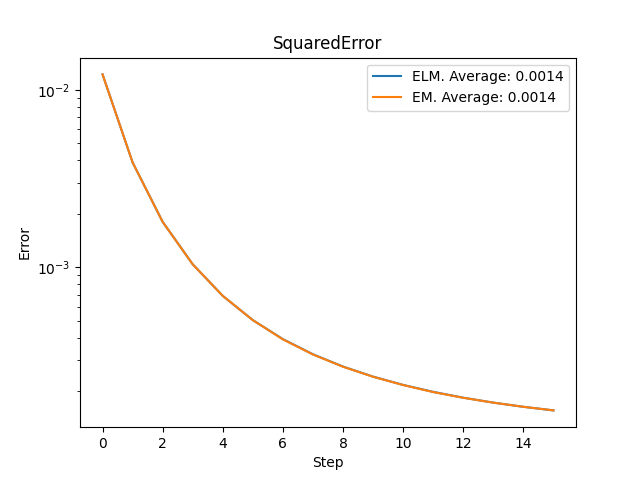 SquaredError
ELM. Average: 0.0014
EM. Average: 0.0014
10⁻²
10⁻³
Error
0 2 4 6 8 10 12 14
Step